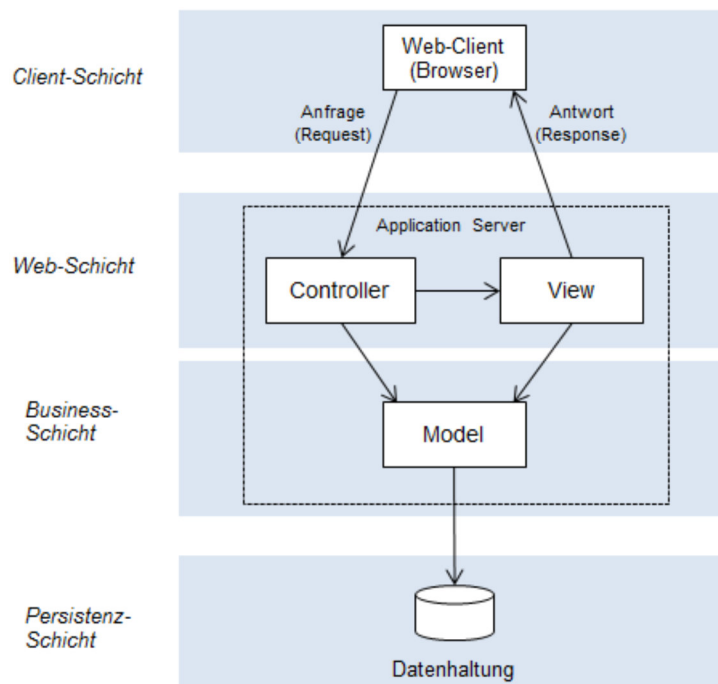 Client-Schicht
Web-Client
(Browser)
Anfrage
(Request)
Antwort
(Response)
Web-Schicht
Application Server
Controller
View
Business-
Schicht
Model
Persistenz-
Schicht
Datenhaltung